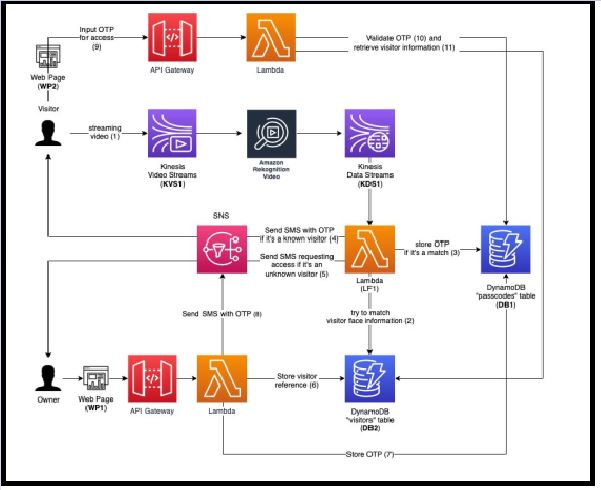 Input OTP
for access
(9)
API Gateway
Lambda
Validate OTP (10) and
retrieve visitor information (11)
Web Page
(WP2)
Visitor
streaming
video (1)
Kinesis
Video Streams
(KVS1)
Amazon
Rekognition
Video
Kinesis
Data Streams
(KDS1)
SNS
Send SMS with OTP
if it's a known visitor (4)
Send SMS requesting
access if it's an
unknown visitor (5)
Lambda
(LF1)
store OTP
if it's a match (3)
DynamoDB
"passcodes" table
(DB1)
Send SMS with OTP (8)
try to match
visitor face information (2)
Owner
Web Page
(WP1)
API Gateway
Lambda
Store visitor
reference (6)
DynamoDB
"visitors" table
(DB2)
Store OTP (7)